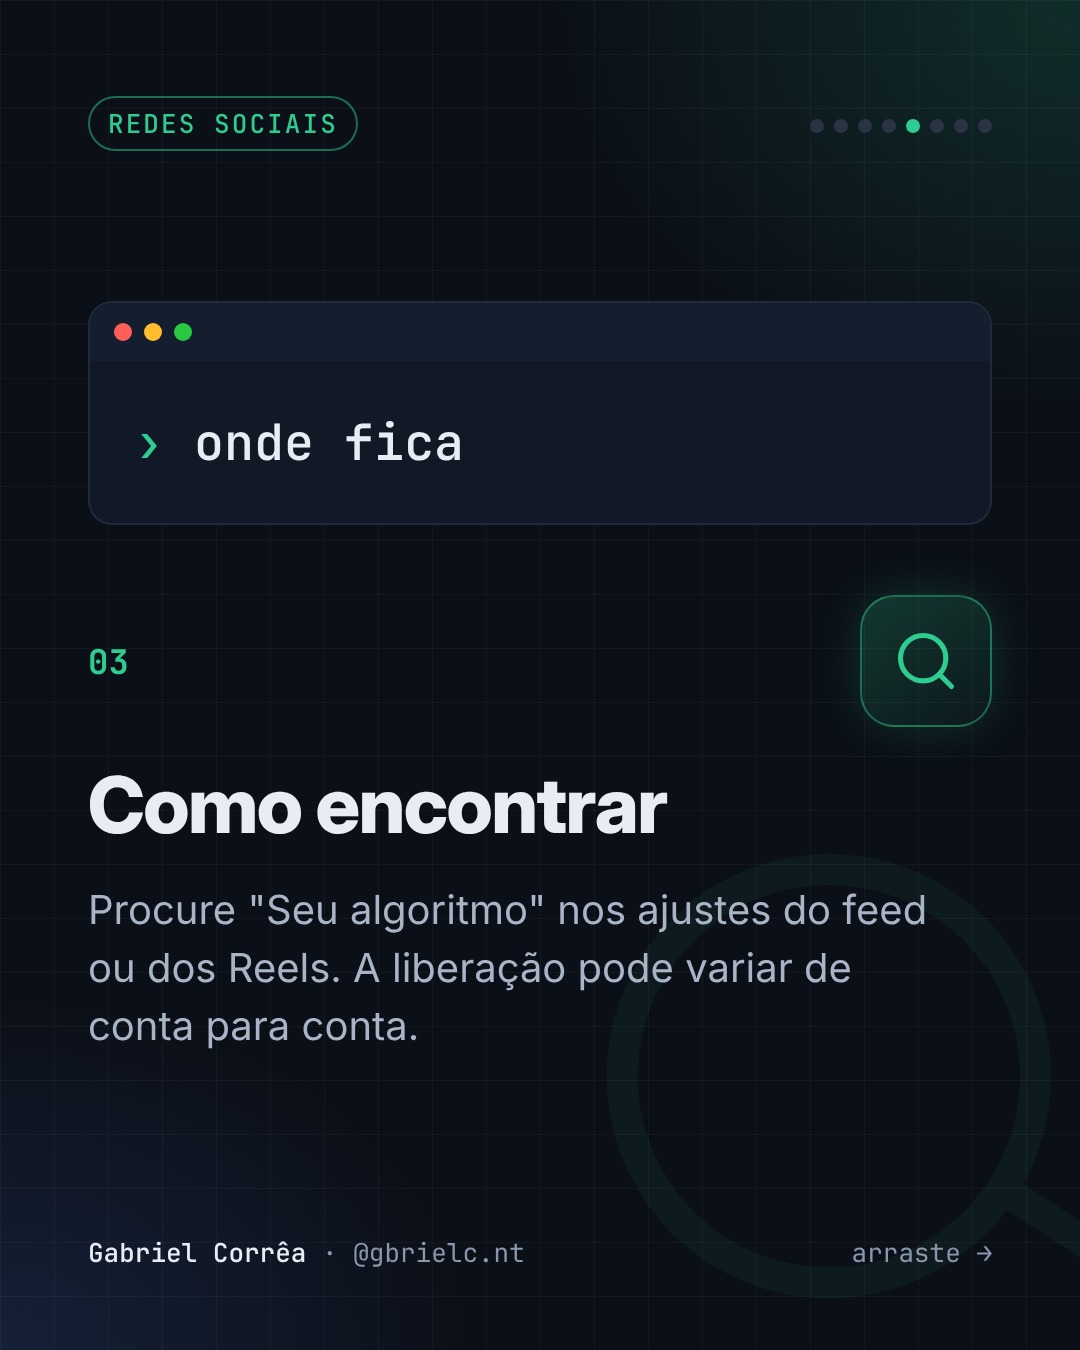 REDES SOCIAIS
› onde fica
03
Como encontrar
Procure "Seu algoritmo" nos ajustes do feed
ou dos Reels. A liberação pode variar de
conta para conta.
Gabriel Corrêa · @gbrielc.nt
arraste →